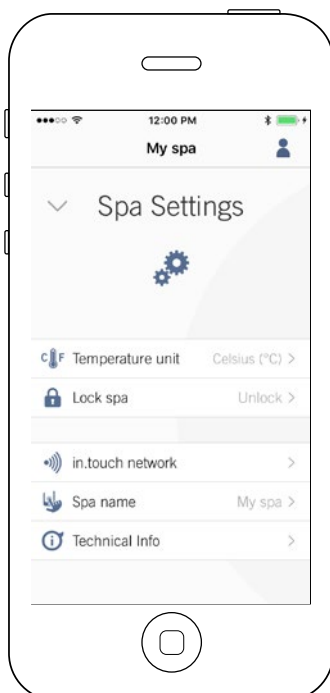 12:00 PM
My spa
Spa Settings
C F Temperature unit Celsius (°C)
Lock spa Unlock
in.touch network
Spa name My spa
Technical Info